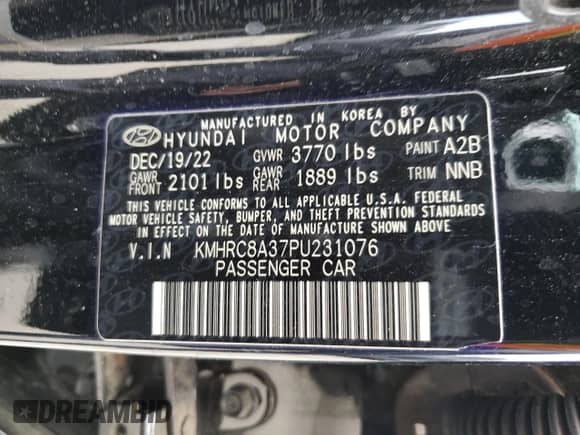 MANUFACTURED IN KOREA BY
HYUNDAI MOTOR COMPANY
DEC/19/22 GVWR 3770 lbs PAINT A2B
GAWR FRONT 2101 lbs GAWR REAR 1889 lbs TRIM NNB
THIS VEHICLE CONFORMS TO ALL APPLICABLE U.S.A. FEDERAL
MOTOR VEHICLE SAFETY, BUMPER, AND THEFT PREVENTION STANDARDS
IN EFFECT ON THE DATE OF MANUFACTURE SHOWN ABOVE.
V.I.N KMHRC8A37PU231076
PASSENGER CAR
DREAMBID